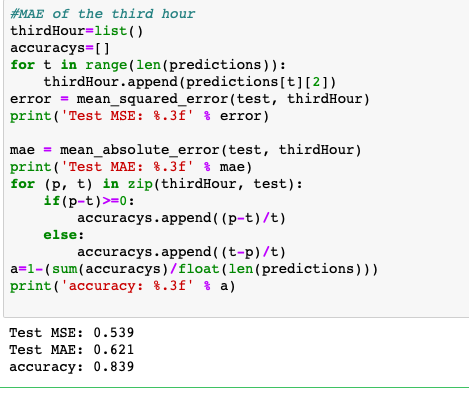 #MAE of the third hour
thirdHour=list()
accuracys=[]
for t in range(len(predictions)):
    thirdHour.append(predictions[t][2])
error = mean_squared_error(test, thirdHour)
print('Test MSE: %.3f' % error)

mae = mean_absolute_error(test, thirdHour)
print('Test MAE: %.3f' % mae)
for (p, t) in zip(thirdHour, test):
    if(p-t)>=0:
        accuracys.append((p-t)/t)
    else:
        accuracys.append((t-p)/t)
a=1-(sum(accuracys)/float(len(predictions)))
print('accuracy: %.3f' % a)

Test MSE: 0.539
Test MAE: 0.621
accuracy: 0.839